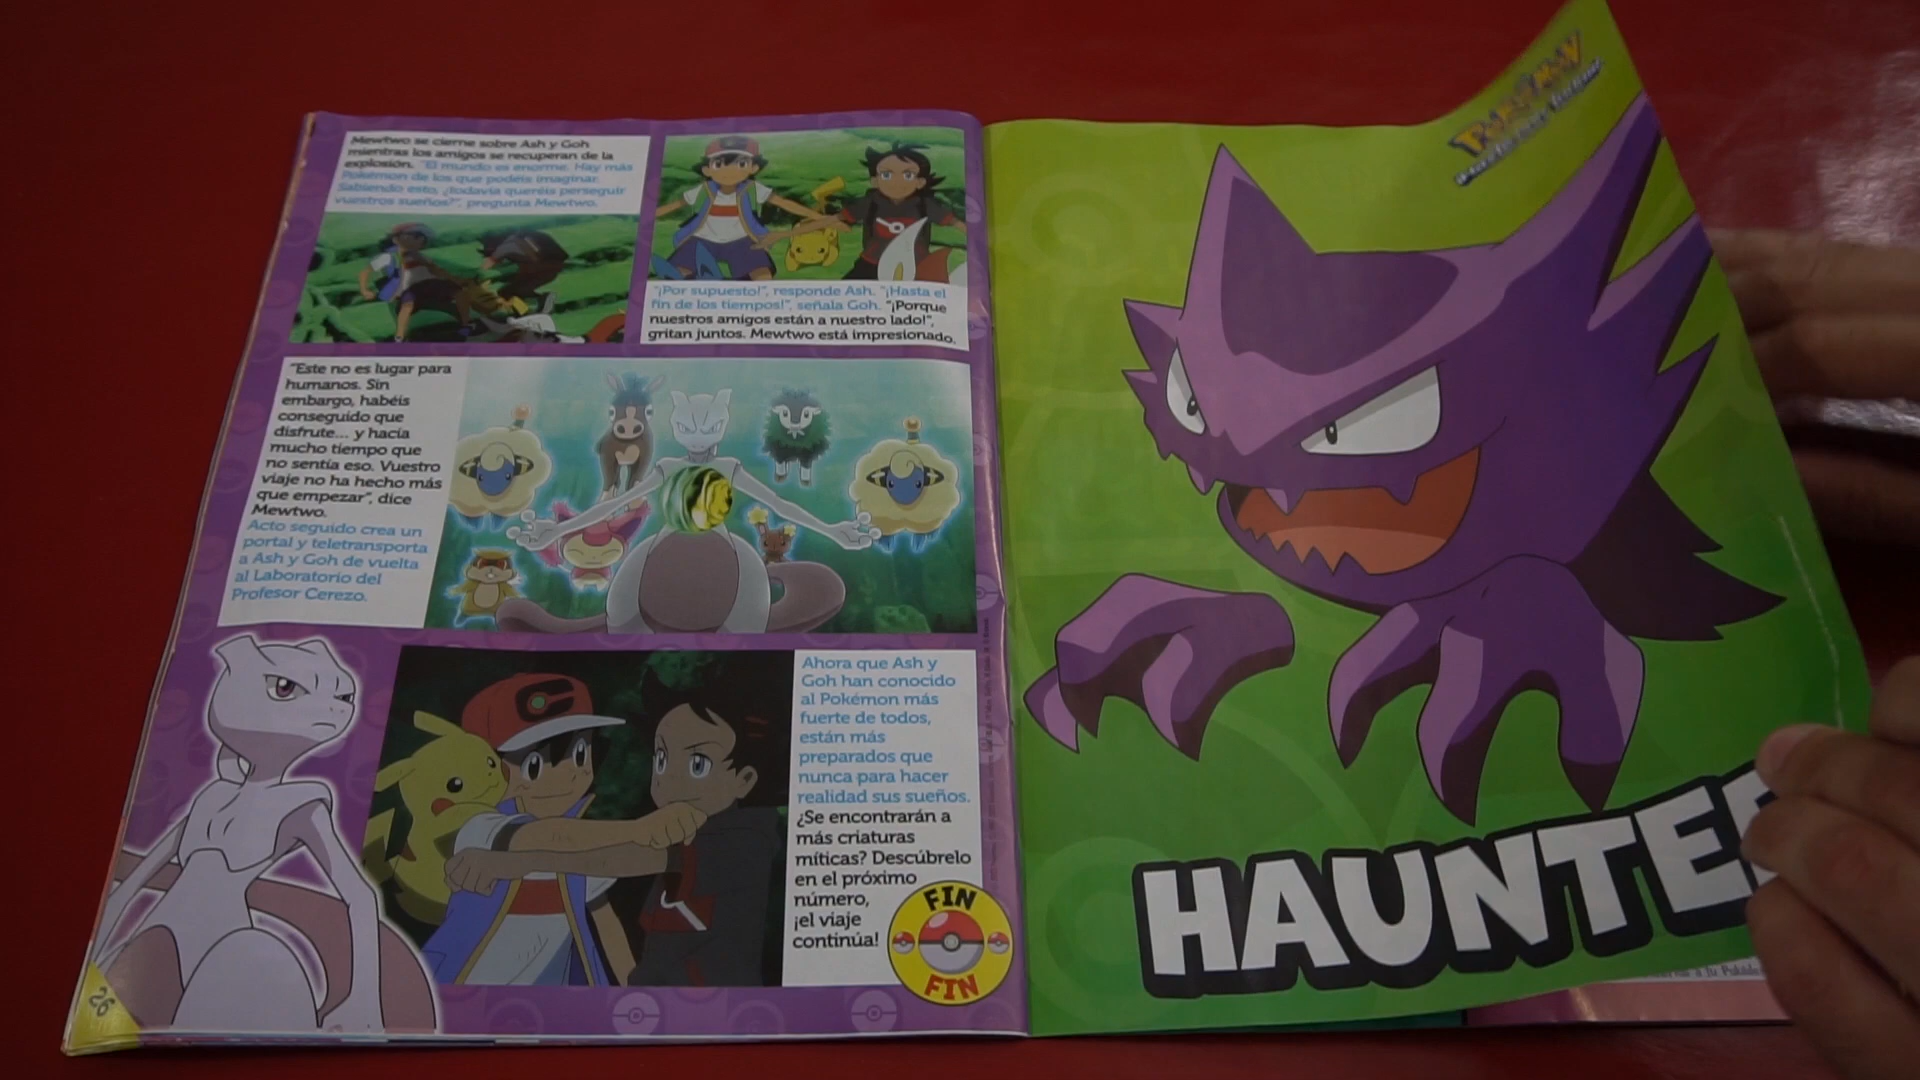 Mewtwo se cierne sobre Ash y Goh
mientras los amigos se recuperan de la
explosión. "El mundo es enorme. Hay más
Pokémon de los que podéis imaginar.
Sabiendo esto, ¿todavía queréis perseguir
vuestros sueños?", pregunta Mewtwo.
"¡Por supuesto!", responde Ash. "¡Hasta el
fin de los tiempos!", señala Goh. "¡Porque
nuestros amigos están a nuestro lado!",
gritan juntos. Mewtwo está impresionado.
"Este no es lugar para
humanos. Sin
embargo, habéis
conseguido que
disfrute... y hacía
mucho tiempo que
no sentía eso. Vuestro
viaje no ha hecho más
que empezar", dice
Mewtwo.
Acto seguido crea un
portal y teletransporta
a Ash y Goh de vuelta
al Laboratorio del
Profesor Cerezo.
Ahora que Ash y
Goh han conocido
al Pokémon más
fuerte de todos,
están más
preparados que
nunca para hacer
realidad sus sueños.
¿Se encontrarán a
más criaturas
míticas? Descúbrelo
en el próximo
número,
¡el viaje
continúa!
FIN
FIN
26
Pokémon
HAUNTE
a tu Pokém